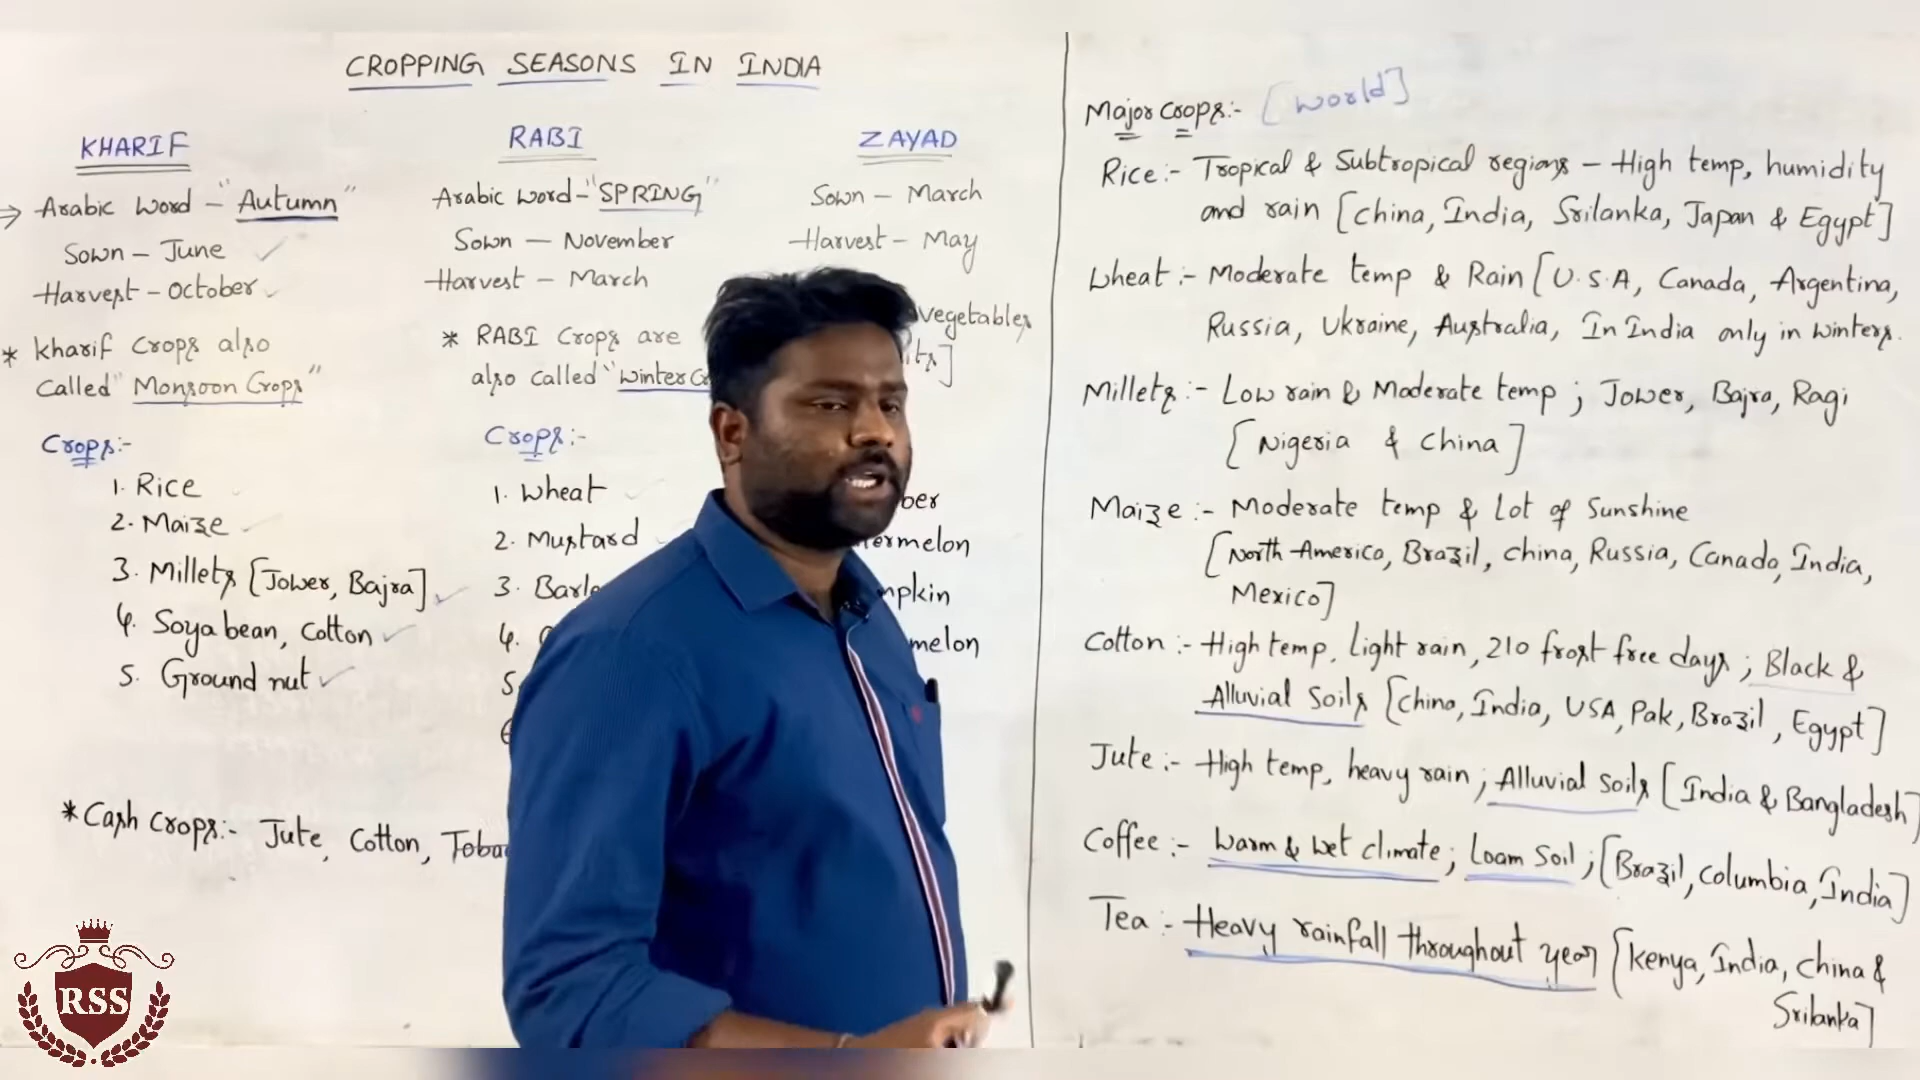 CROPPING SEASONS IN INDIA
KHARIF
Arabic Word - "Autumn"
Sown - June
Harvest - October
* Kharif Crops also
Called "Monsoon Crops"
Crops:-
1. Rice
2. Maize
3. Millets [Jower, Bajra]
4. Soyabean, Cotton
5. Ground nut
* Cash Crops:- Jute, Cotton,
RABI
Arabic Word - "SPRING"
Sown - November
Harvest - March
* RABI Crops are
also called "Winter
Crops:-
1. Wheat
2. Mustard
3.
4.
5.
ZAYAD
Sown - March
Harvest - May
vegetables
melon
Major Crops:- [World]
Rice:- Tropical & Subtropical regions - High temp, humidity
and rain [China, India, Srilanka, Japan & Egypt]
Wheat:- Moderate temp & Rain [U.S.A, Canada, Argentina,
Russia, Ukraine, Australia, In India only in winters.
Millets:- Low rain & Moderate temp; Jower, Bajra, Ragi
[Nigeria & China]
Maize:- Moderate temp & Lot of Sunshine
[North America, Brazil, China, Russia, Canada, India,
Mexico]
Cotton:- High temp, Light rain, 210 frost free days; Black &
Alluvial Soils [China, India, USA, Pak, Brazil, Egypt]
Jute:- High temp, heavy rain; Alluvial Soils [India & Bangladesh]
Coffee:- Warm & Wet climate; Loam Soil; [Brazil, Columbia, India]
Tea:- Heavy rainfall throughout year [Kenya, India, China &
Srilanka]
RSS